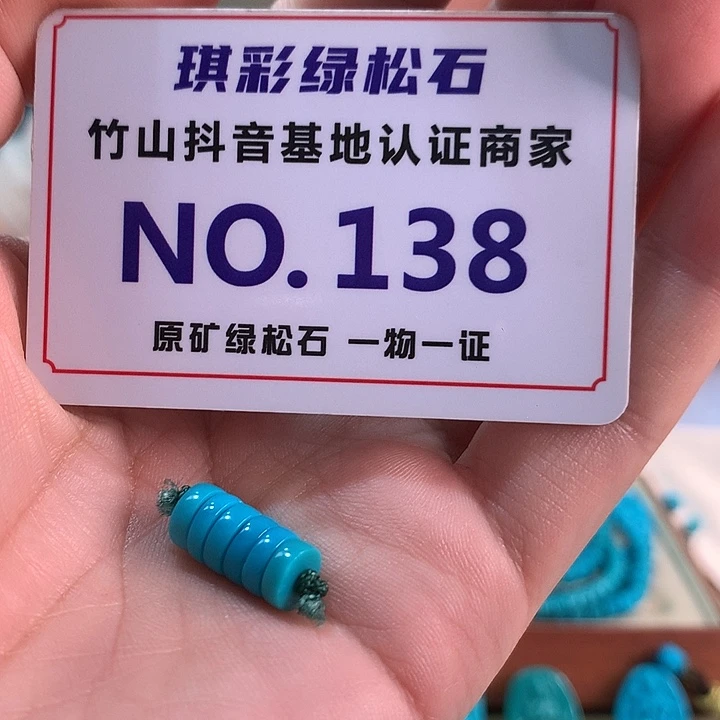 琪彩绿松石
竹山抖音基地认证商家
NO.138
原矿绿松石 一物一证